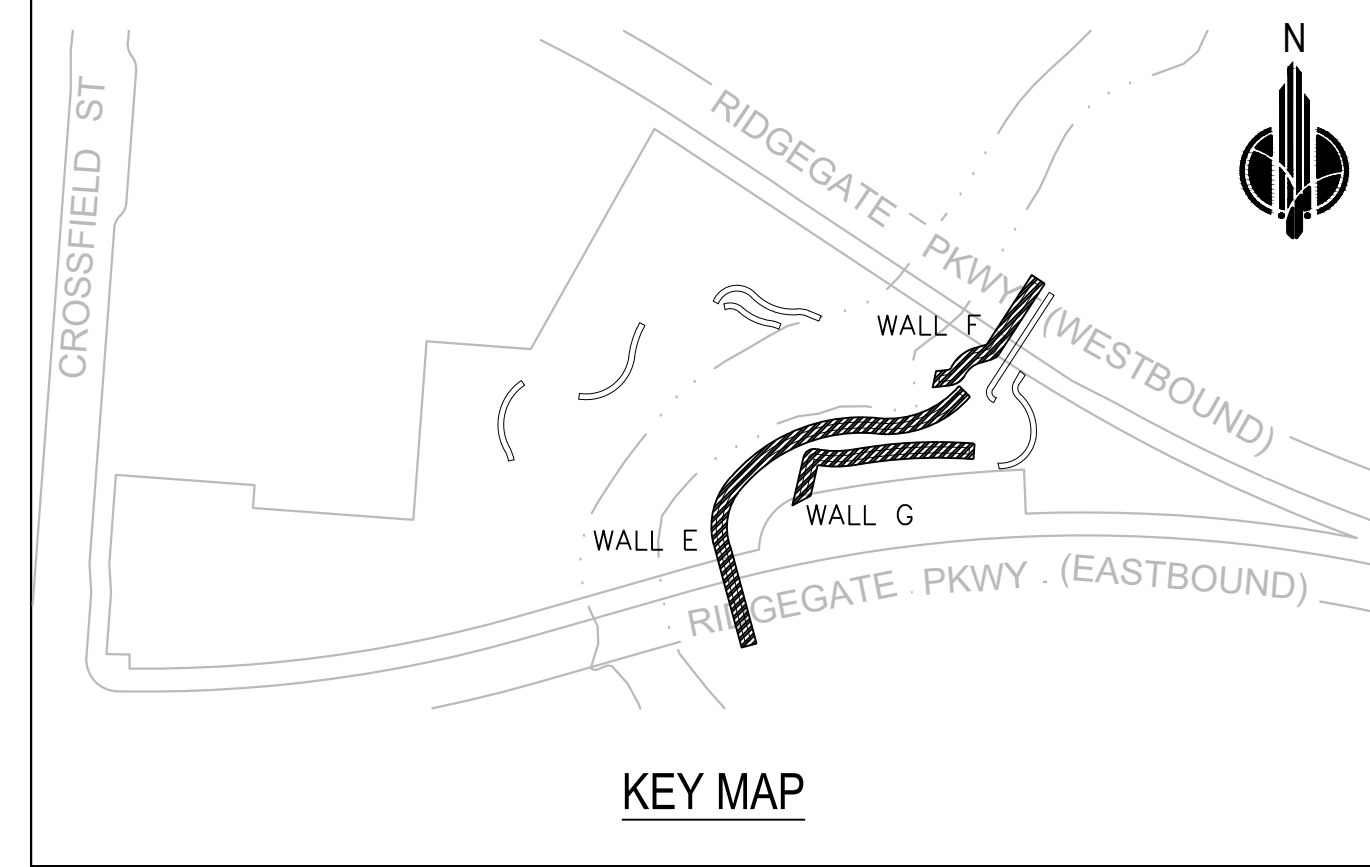 N
CROSSFIELD ST
RIDGEGATE PKWY (WESTBOUND)
WALL F
WALL G
WALL E
RIDGEGATE PKWY (EASTBOUND)
KEY MAP